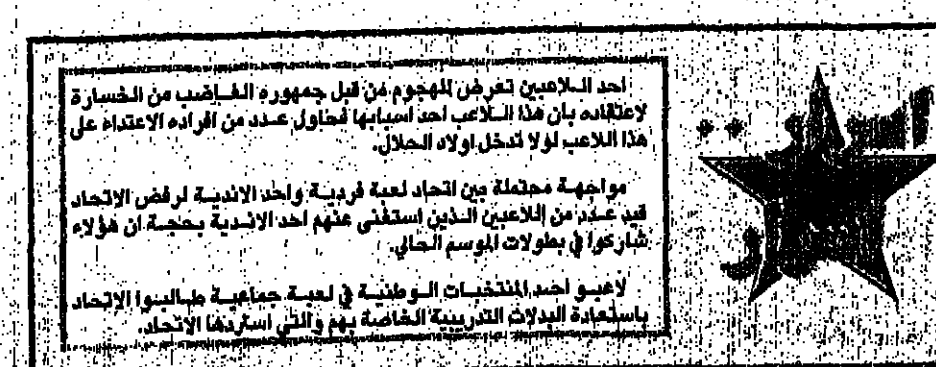 احد اللاعبين تعرض للهجوم من قبل جمهوره الغاضب من الخسارة
لاعتقاده بان هذا اللاعب احد اسبابها فحاول عدد من افراده الاعتداء على
هذا اللاعب لولا تدخل اولاد الحلال.
مواجهة محتملة بين اتحاد لعبة فردية واحد الاندية لرفض الاتحاد
قيد عدد من اللاعبين الذين استغنى عنهم احد الاندية بحجة ان هؤلاء
شاركوا في بطولات الموسم الحالي.
لاعبو احد المنتخبات الوطنية في لعبة جماعية طالبوا الاتحاد
باستعادة البدلات التدريبية الخاصة بهم والتي استردها الاتحاد.